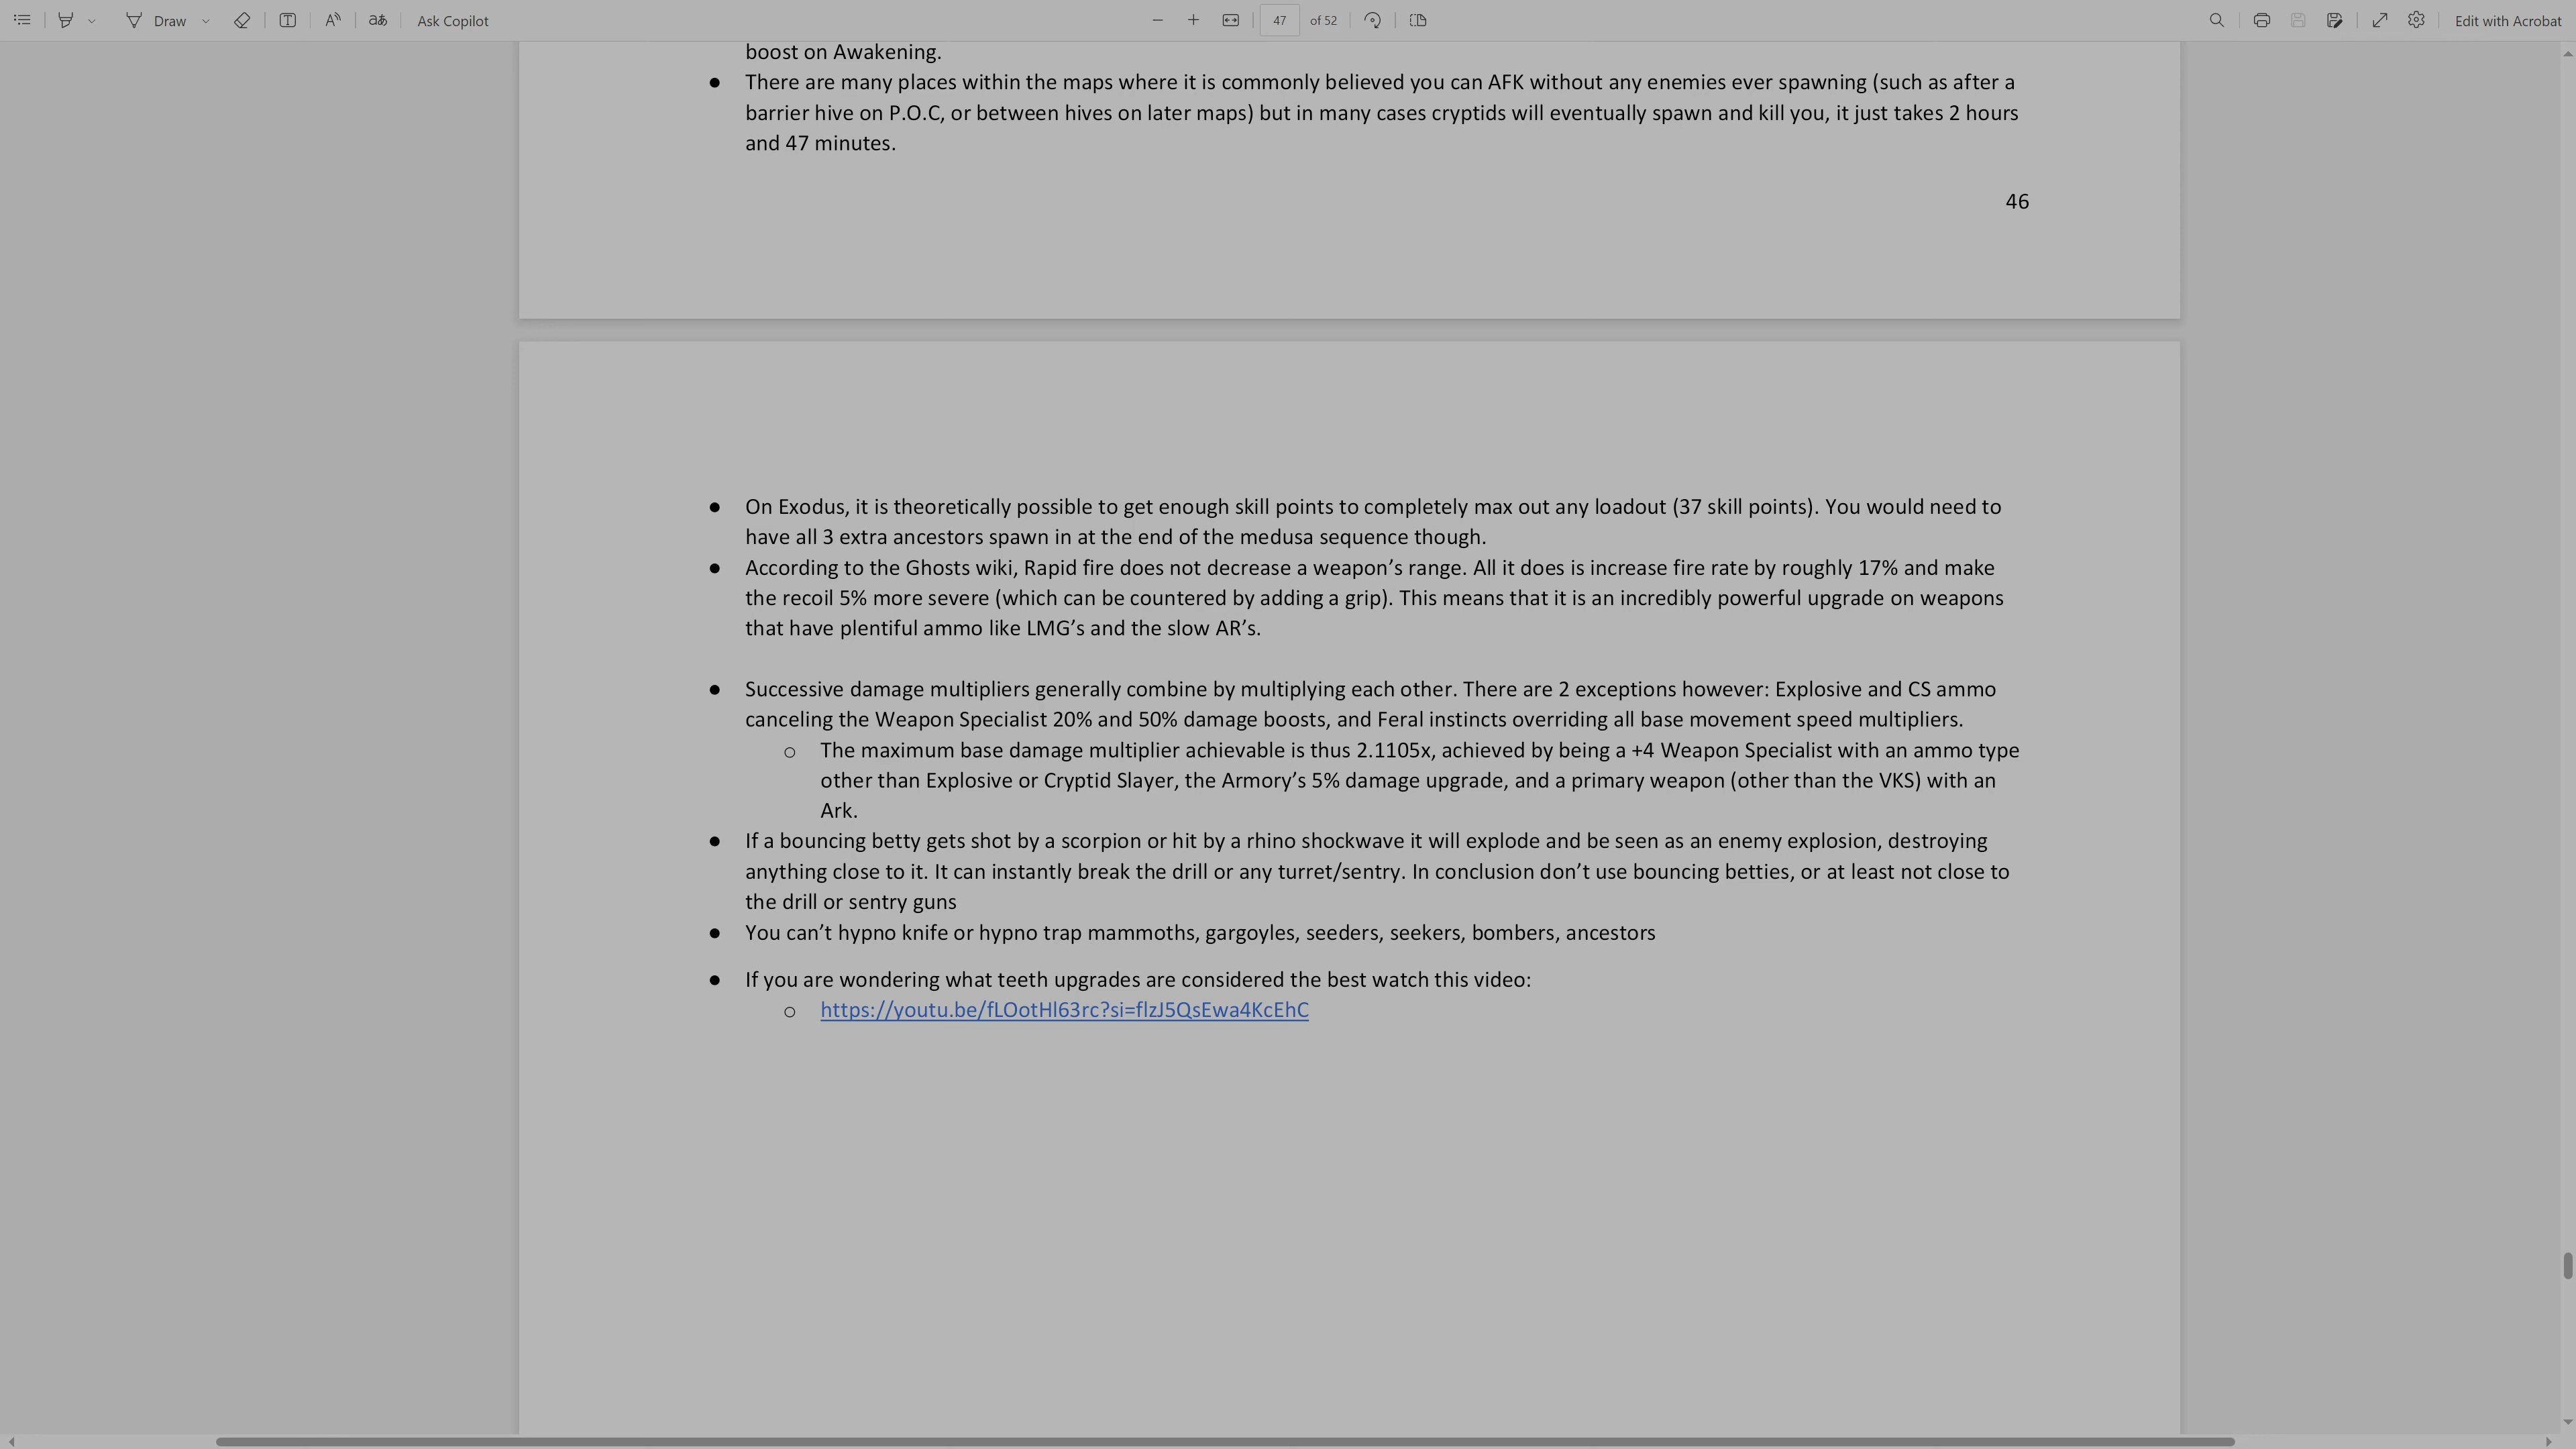 Draw
Ask Copilot
47 of 52
Edit with Acrobat
boost on Awakening.
● There are many places within the maps where it is commonly believed you can AFK without any enemies ever spawning (such as after a
barrier hive on P.O.C, or between hives on later maps) but in many cases cryptids will eventually spawn and kill you, it just takes 2 hours
and 47 minutes.
46
● On Exodus, it is theoretically possible to get enough skill points to completely max out any loadout (37 skill points). You would need to
have all 3 extra ancestors spawn in at the end of the medusa sequence though.
● According to the Ghosts wiki, Rapid fire does not decrease a weapon’s range. All it does is increase fire rate by roughly 17% and make
the recoil 5% more severe (which can be countered by adding a grip). This means that it is an incredibly powerful upgrade on weapons
that have plentiful ammo like LMG’s and the slow AR’s.
● Successive damage multipliers generally combine by multiplying each other. There are 2 exceptions however: Explosive and CS ammo
canceling the Weapon Specialist 20% and 50% damage boosts, and Feral instincts overriding all base movement speed multipliers.
○ The maximum base damage multiplier achievable is thus 2.1105x, achieved by being a +4 Weapon Specialist with an ammo type
other than Explosive or Cryptid Slayer, the Armory’s 5% damage upgrade, and a primary weapon (other than the VKS) with an
Ark.
● If a bouncing betty gets shot by a scorpion or hit by a rhino shockwave it will explode and be seen as an enemy explosion, destroying
anything close to it. It can instantly break the drill or any turret/sentry. In conclusion don’t use bouncing betties, or at least not close to
the drill or sentry guns
● You can’t hypno knife or hypno trap mammoths, gargoyles, seeders, seekers, bombers, ancestors
● If you are wondering what teeth upgrades are considered the best watch this video:
○ https://youtu.be/fLOotHl63rc?si=flzJ5QsEwa4KcEhC